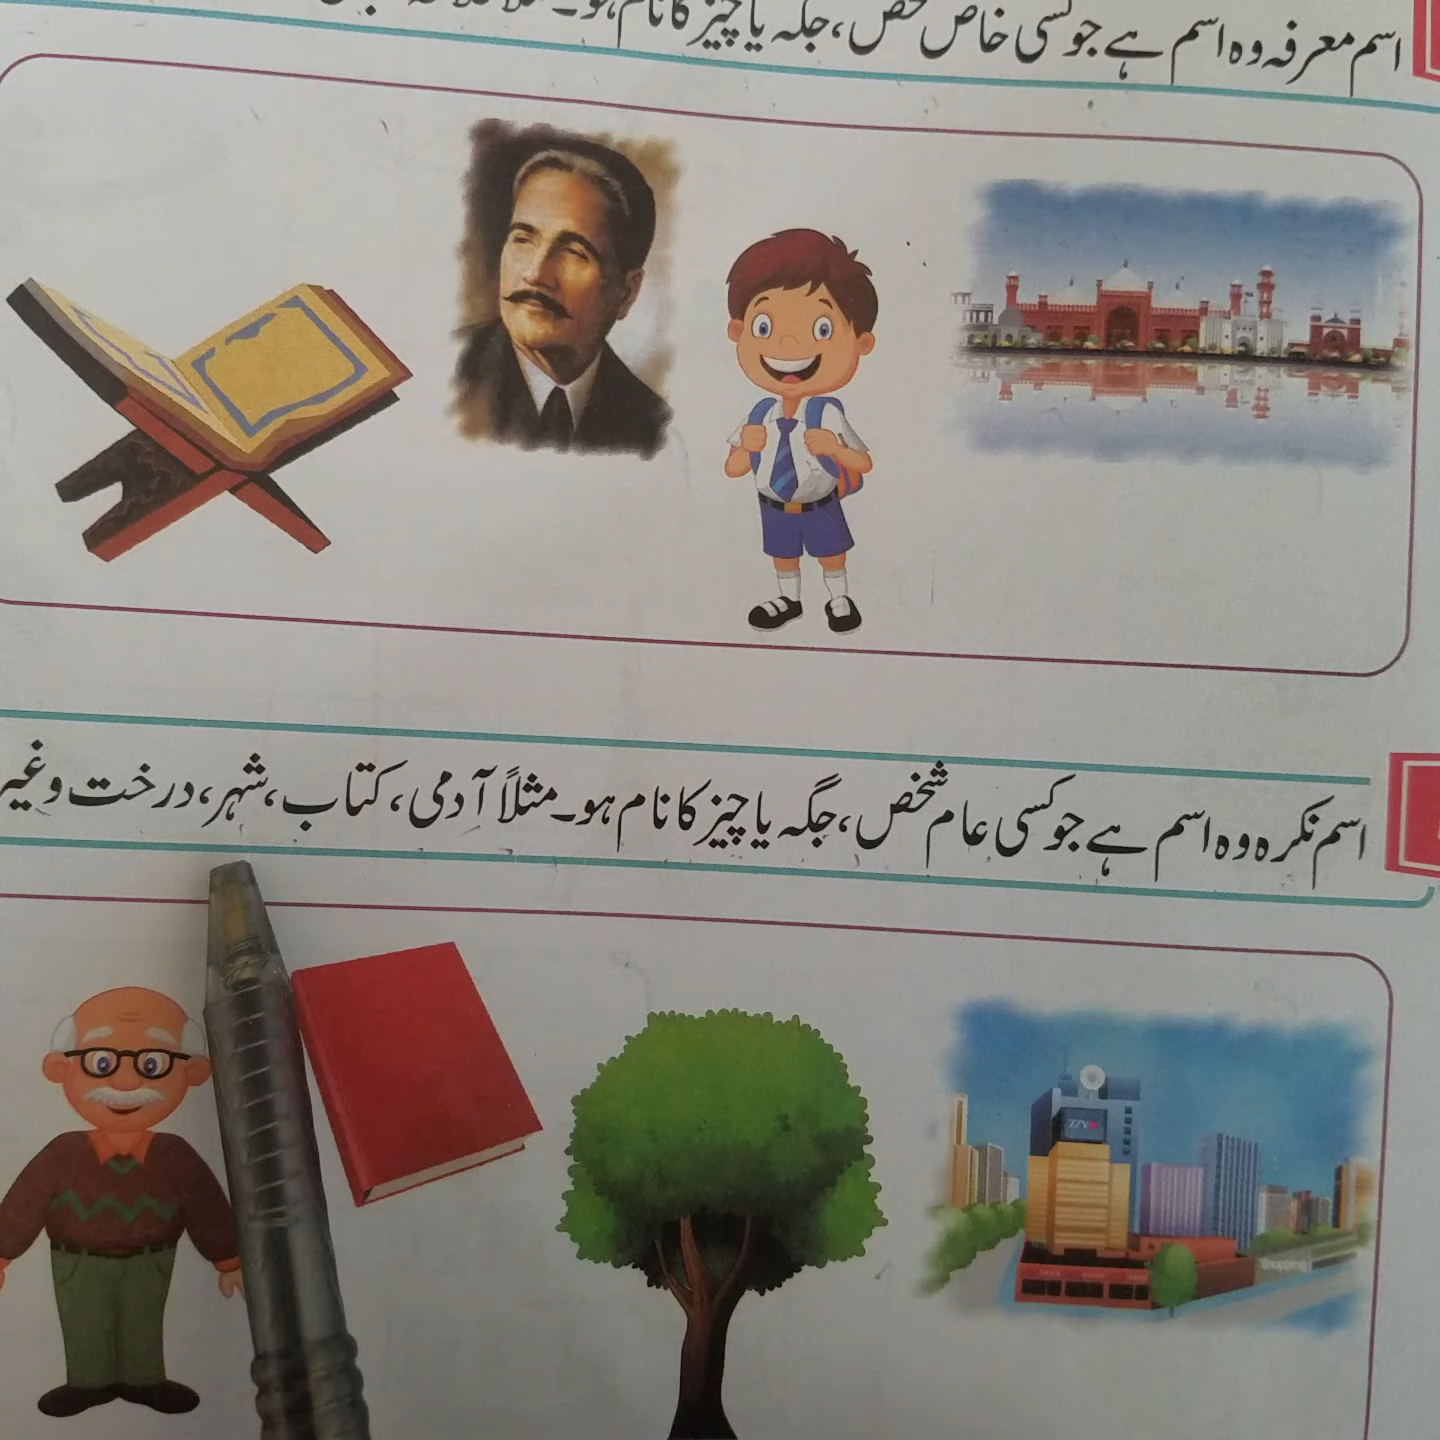 اسم معرفہ وہ اسم ہے جو کسی خاص شخص، جگہ یا چیز کا نام ہو۔
اسم نکرہ وہ اسم ہے جو کسی عام شخص، جگہ یا چیز کا نام ہو۔ مثلاً آدمی، کتاب، شہر، درخت
Shopping